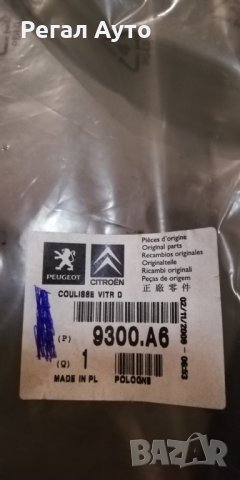 Регал Ауто
PEUGEOT
CITROËN
Pièces d'origine
Original parts
Recambios originales
Originalteile
Ricambi originali
Peças de origem
正廠零件
COULISSE VITR D
(P) 9300.A6
(Q) 1
MADE IN PL POLOGNE
02/11/2009 - 06:53
BAZAR